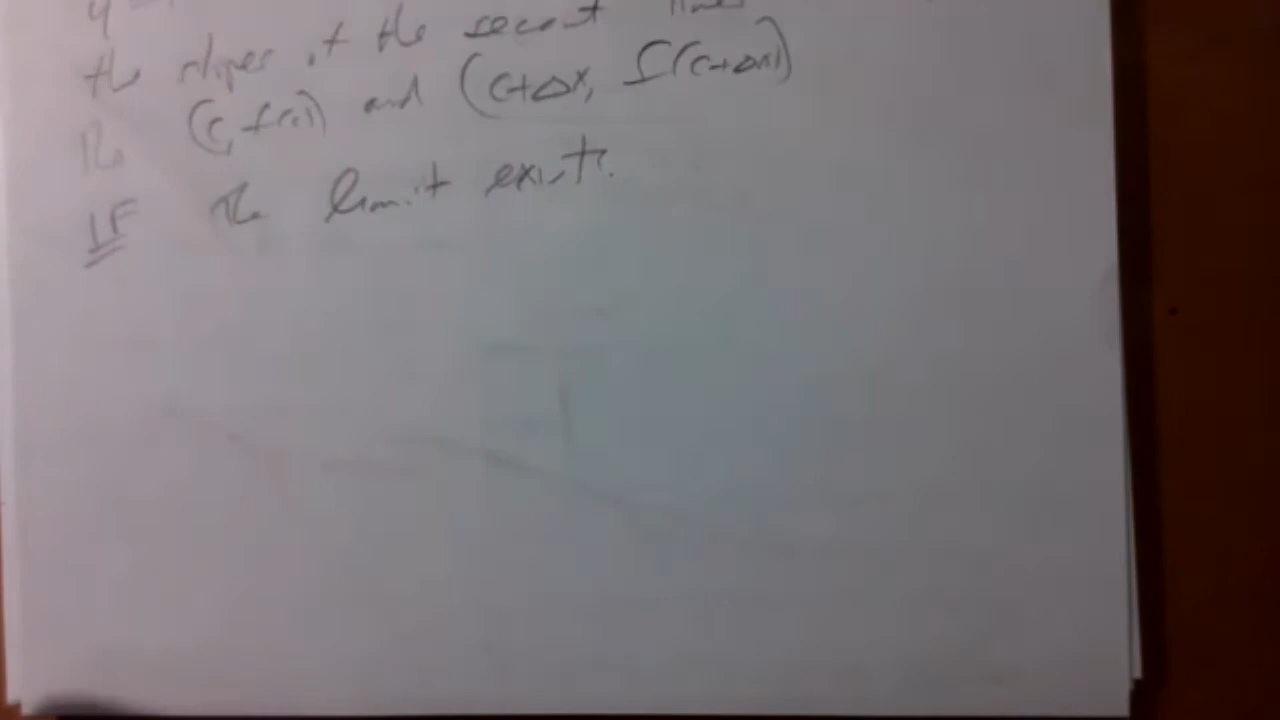 the slopes of the secant lines
(c, f(c)) and (c+Δx, f(c+Δx))
IF the limit exists.